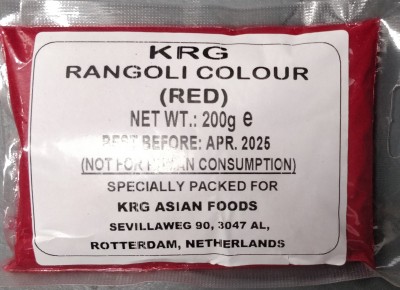 KRG
RANGOLI COLOUR
(RED)
NET WT.: 200g e
BEST BEFORE: APR. 2025
(NOT FOR HUMAN CONSUMPTION)
SPECIALLY PACKED FOR
KRG ASIAN FOODS
SEVILLAWEG 90, 3047 AL,
ROTTERDAM, NETHERLANDS